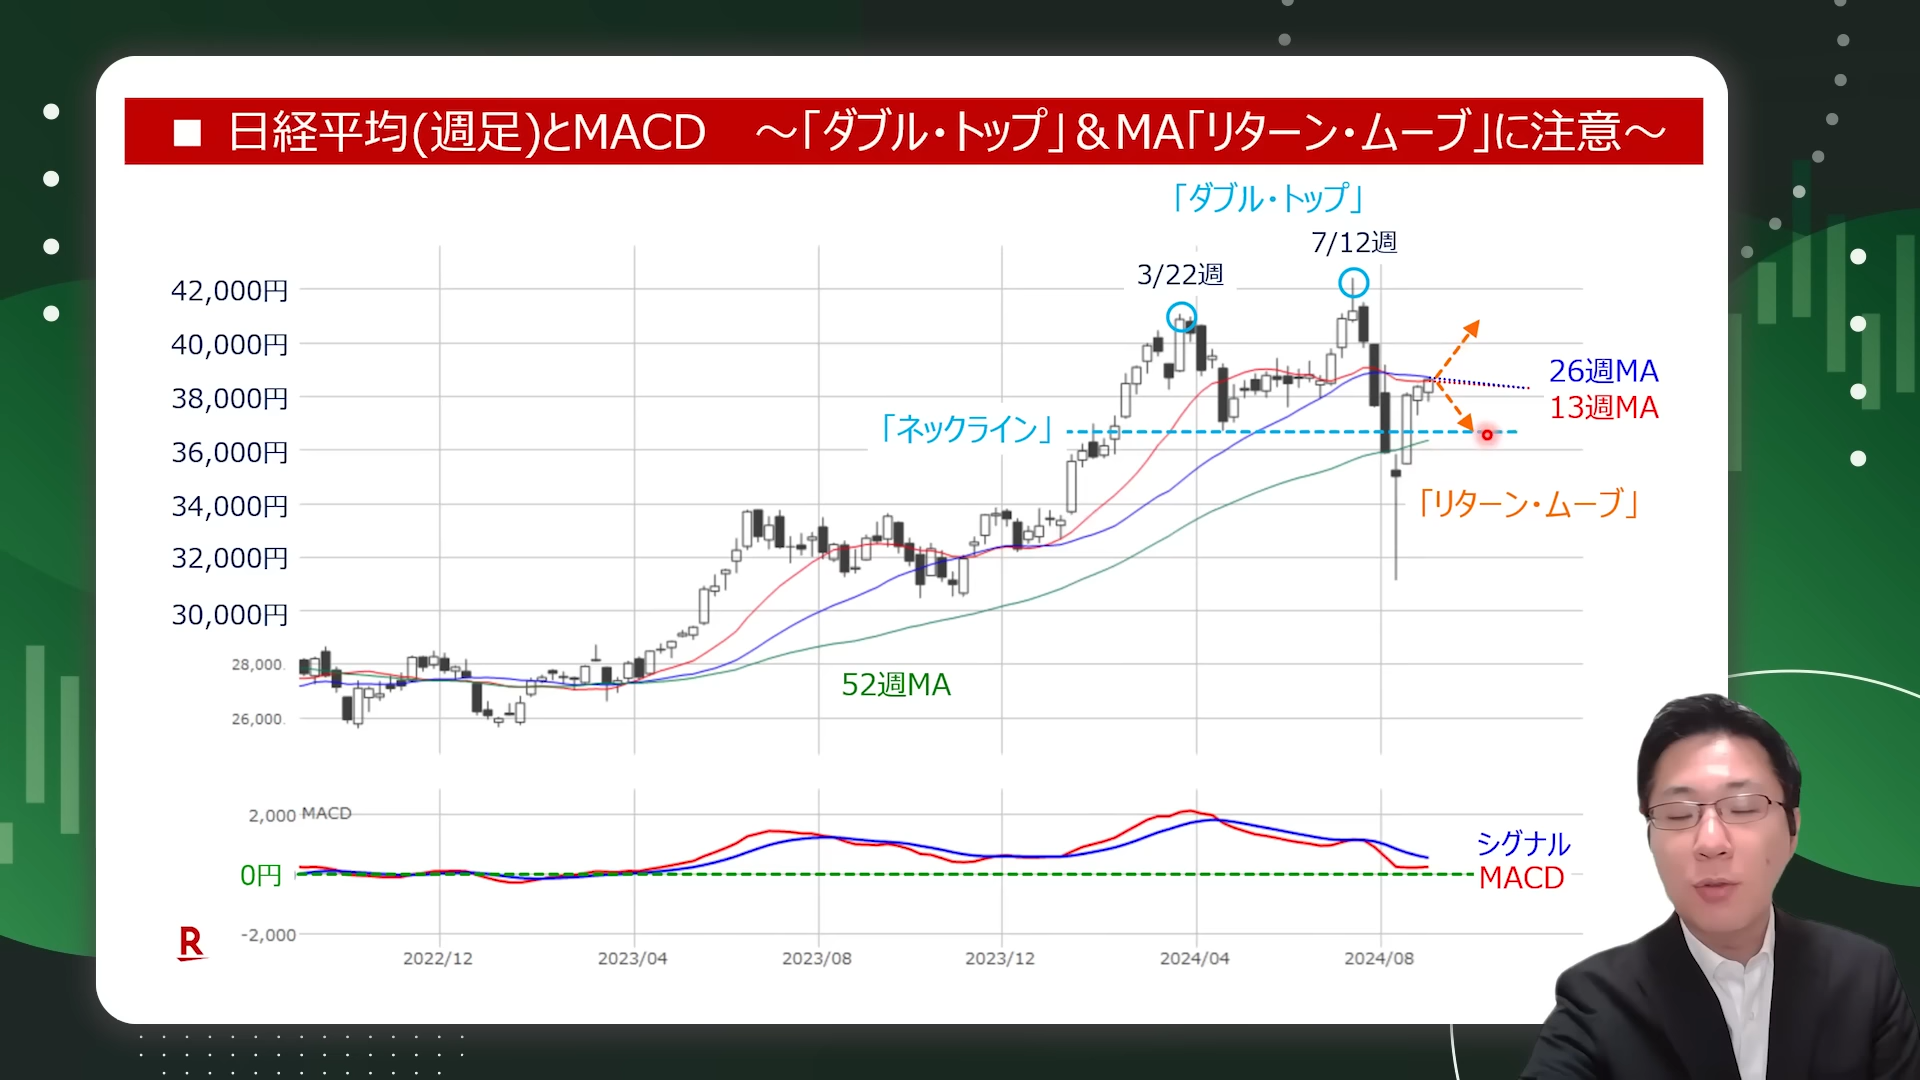 ■ 日経平均(週足)とMACD ～「ダブル・トップ」＆MA「リターン・ムーブ」に注意～
「ダブル・トップ」
7/12週
3/22週
42,000円
40,000円
38,000円
36,000円
34,000円
32,000円
30,000円
28,000.
26,000.
26週MA
13週MA
「ネックライン」
「リターン・ムーブ」
52週MA
2,000 MACD
0円
-2,000
シグナル
MACD
R
2022/12 2023/04 2023/08 2023/12 2024/04 2024/08